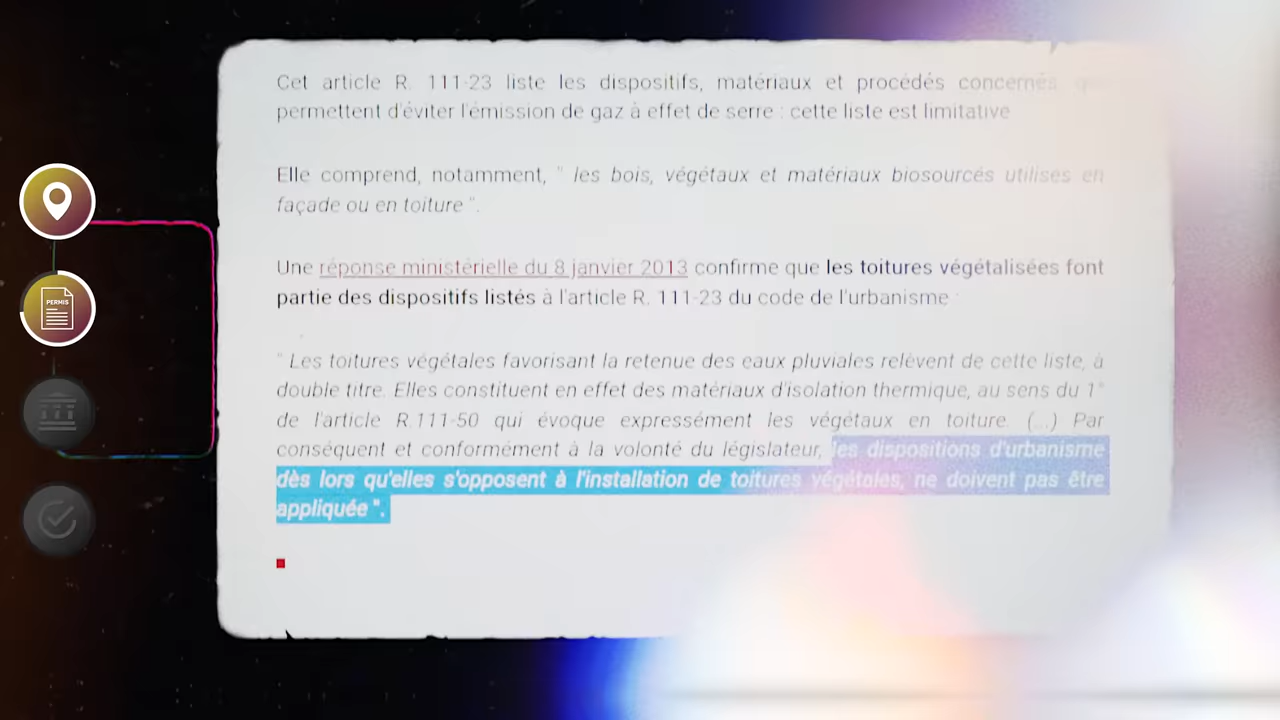 Cet article R. 111-23 liste les dispositifs, matériaux et procédés concernés qui
permettent d'éviter l'émission de gaz à effet de serre : cette liste est limitative
Elle comprend, notamment, " les bois, végétaux et matériaux biosourcés utilisés en
façade ou en toiture ".
Une réponse ministérielle du 8 janvier 2013 confirme que les toitures végétalisées font
partie des dispositifs listés à l'article R. 111-23 du code de l'urbanisme
PERMIS
" Les toitures végétales favorisant la retenue des eaux pluviales relèvent de cette liste, à
double titre. Elles constituent en effet des matériaux d'isolation thermique, au sens du 1°
de l'article R.111-50 qui évoque expressément les végétaux en toiture. (...) Par
conséquent et conformément à la volonté du législateur, les dispositions d'urbanisme
dès lors qu'elles s'opposent à l'installation de toitures végétales, ne doivent pas être
appliquée ".